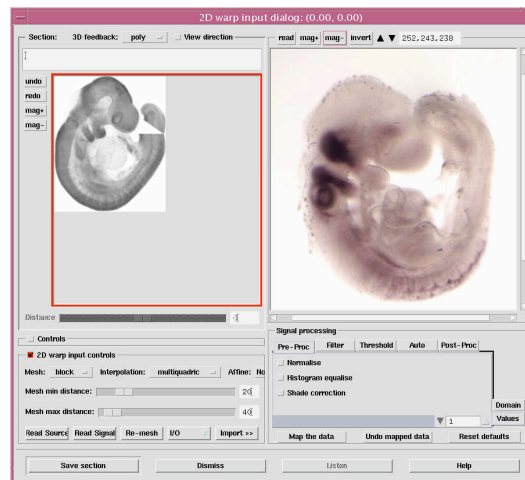 2D warp input dialog: (0.00, 0.00)
Section: 3D feedback: poly View direction
read mag+ mag- invert 252,243,238
undo
redo
mag+
mag-
Distance
Controls
2D warp input controls
Mesh: block Interpolation: multiquadric Affine: No
Mesh min distance: 20
Mesh max distance: 40
Read Source Read Signal Re-mesh I/O Import >>
Signal processing
Pre-Proc Filter Threshold Auto Post-Proc
Normalise
Histogram equalise
Shade correction
Domain
1 Values
Map the data Undo mapped data Reset defaults
Save section Dismiss Listen Help